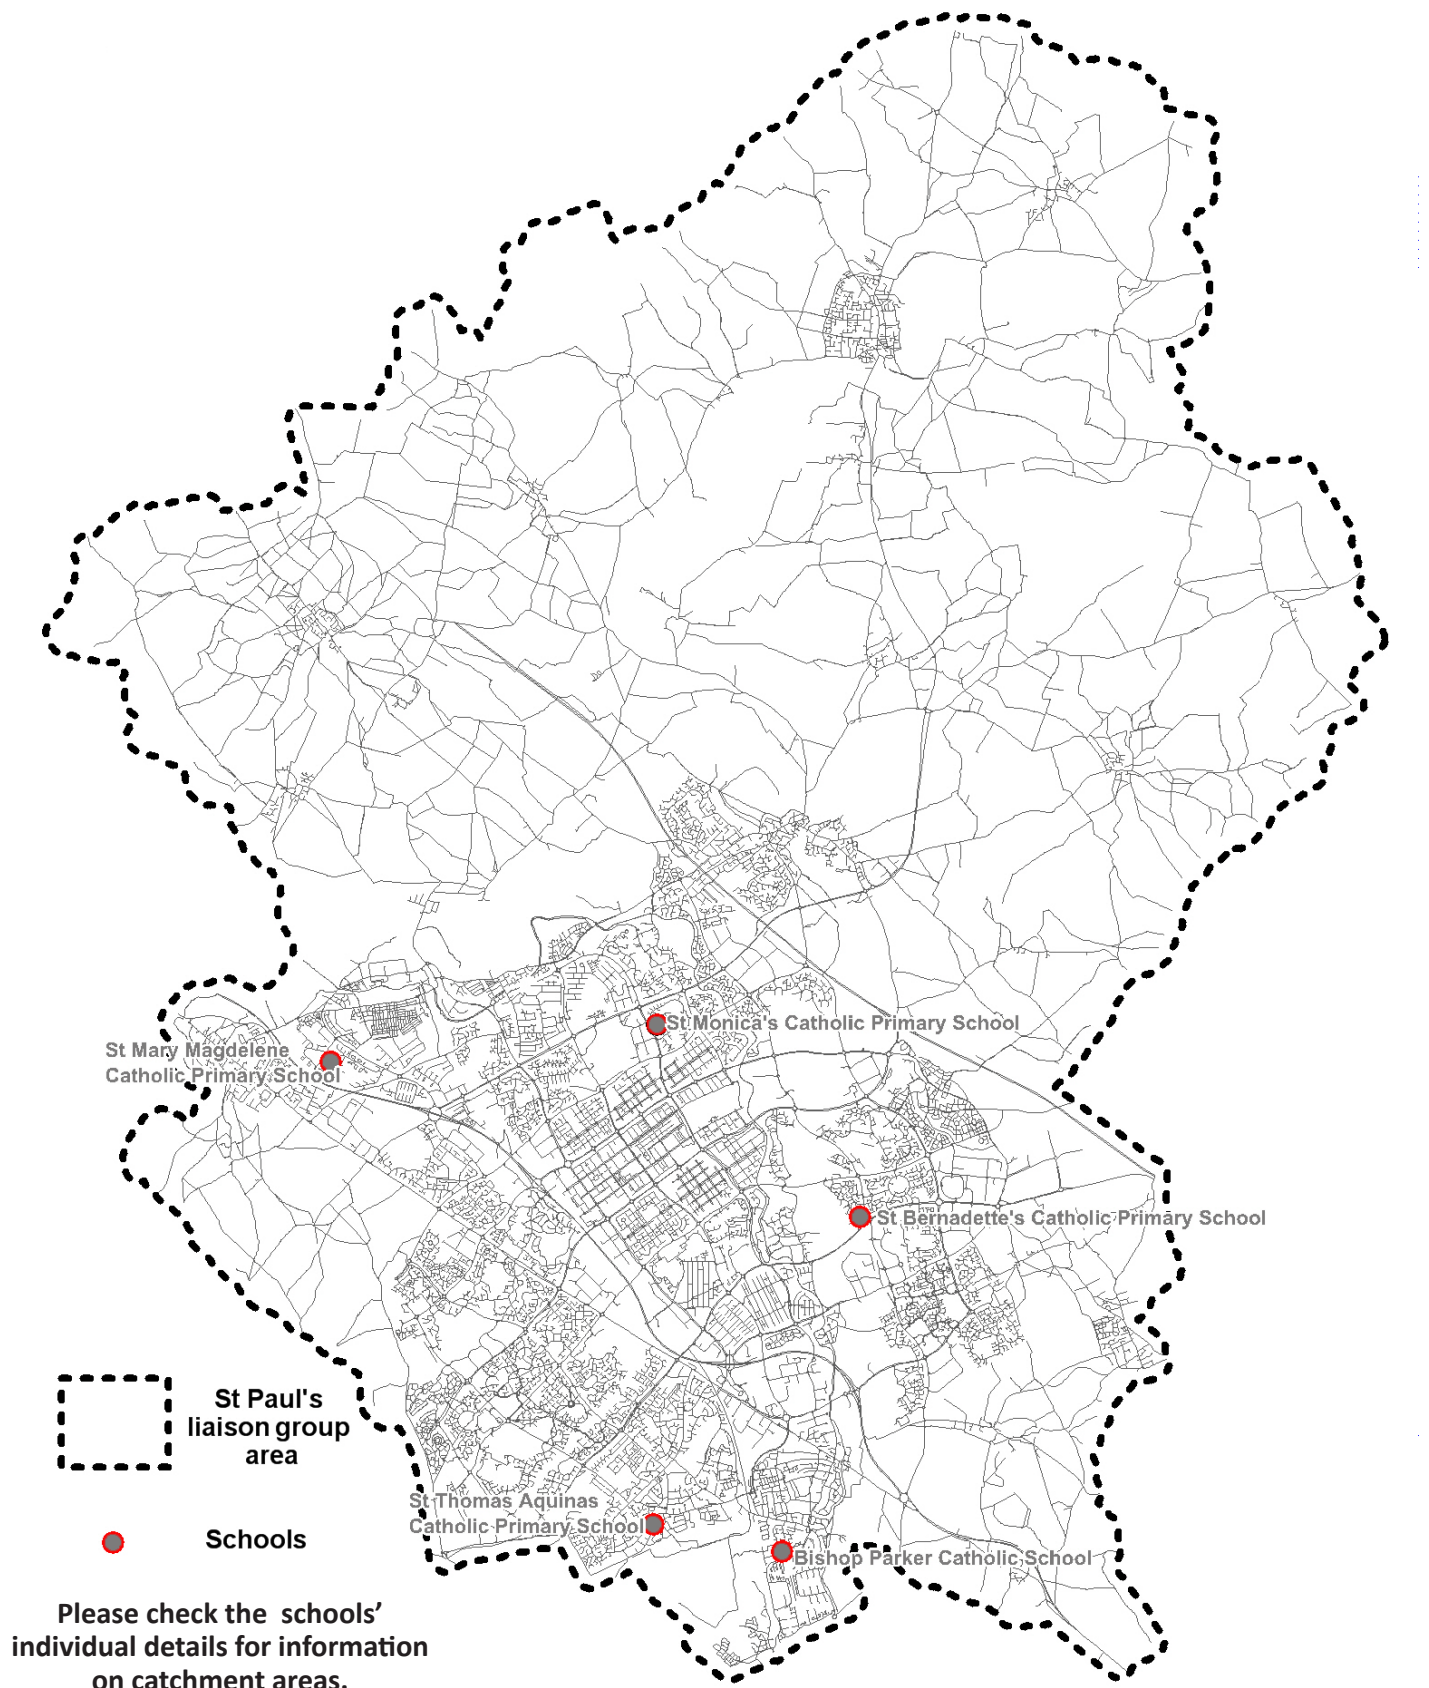 St Monica's Catholic Primary School
St Mary Magdelene
Catholic Primary School
St Bernadette's Catholic Primary School
St Paul's
liaison group
area
St Thomas Aquinas
Catholic Primary School
Schools
Bishop Parker Catholic School
Please check the schools’
individual details for information
on catchment areas.